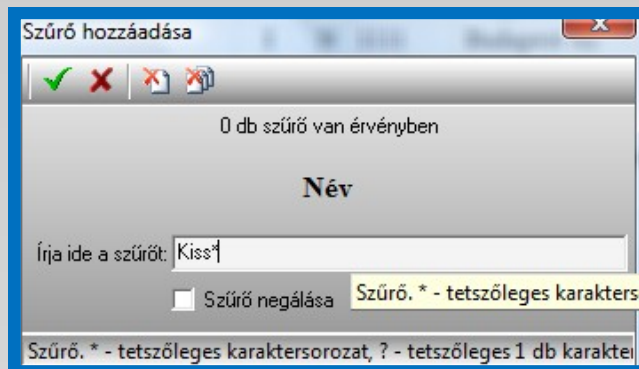 Szűrő hozzáadása
0 db szűrő van érvényben
Név
Írja ide a szűrőt: Kiss*
Szűrő negálása
Szűrő. * - tetszőleges karakters
Szűrő. * - tetszőleges karaktersorozat, ? - tetszőleges 1 db karakter